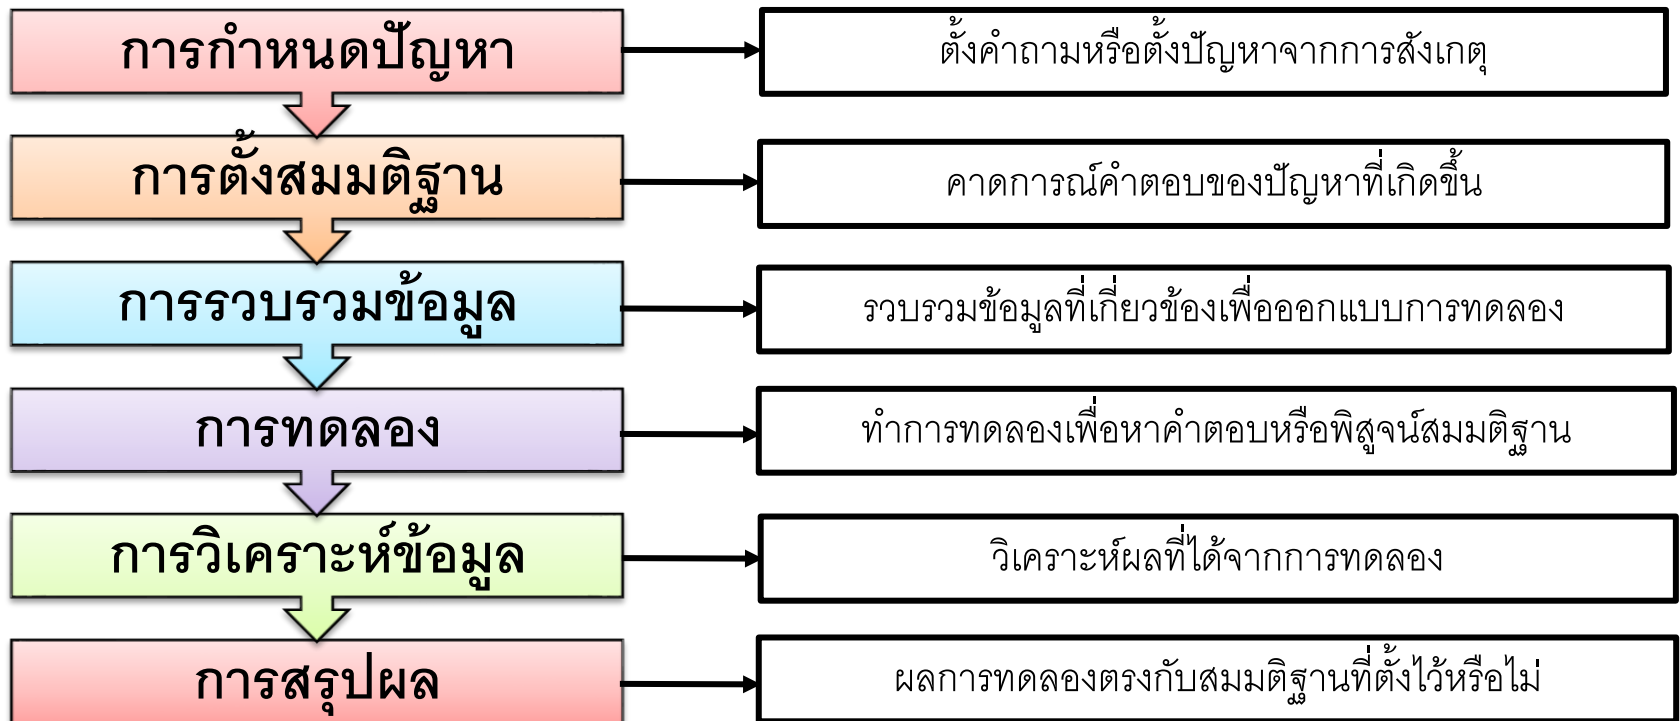 การกำหนดปัญหา
ตั้งคำถามหรือตั้งปัญหาจากการสังเกตุ
การตั้งสมมติฐาน
คาดการณ์คำตอบของปัญหาที่เกิดขึ้น
การรวบรวมข้อมูล
รวบรวมข้อมูลที่เกี่ยวข้องเพื่อออกแบบการทดลอง
การทดลอง
ทำการทดลองเพื่อหาคำตอบหรือพิสูจน์สมมติฐาน
การวิเคราะห์ข้อมูล
วิเคราะห์ผลที่ได้จากการทดลอง
การสรุปผล
ผลการทดลองตรงกับสมมติฐานที่ตั้งไว้หรือไม่